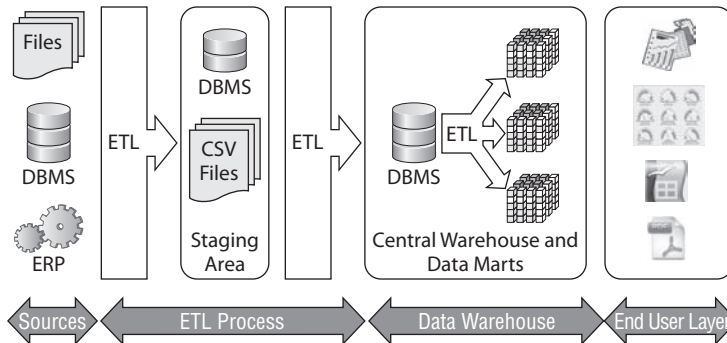 Files
DBMS
ERP
ETL
DBMS
CSV
Files
Staging
Area
ETL
DBMS
ETL
Central Warehouse and
Data Marts
Sources
ETL Process
Data Warehouse
End User Layer